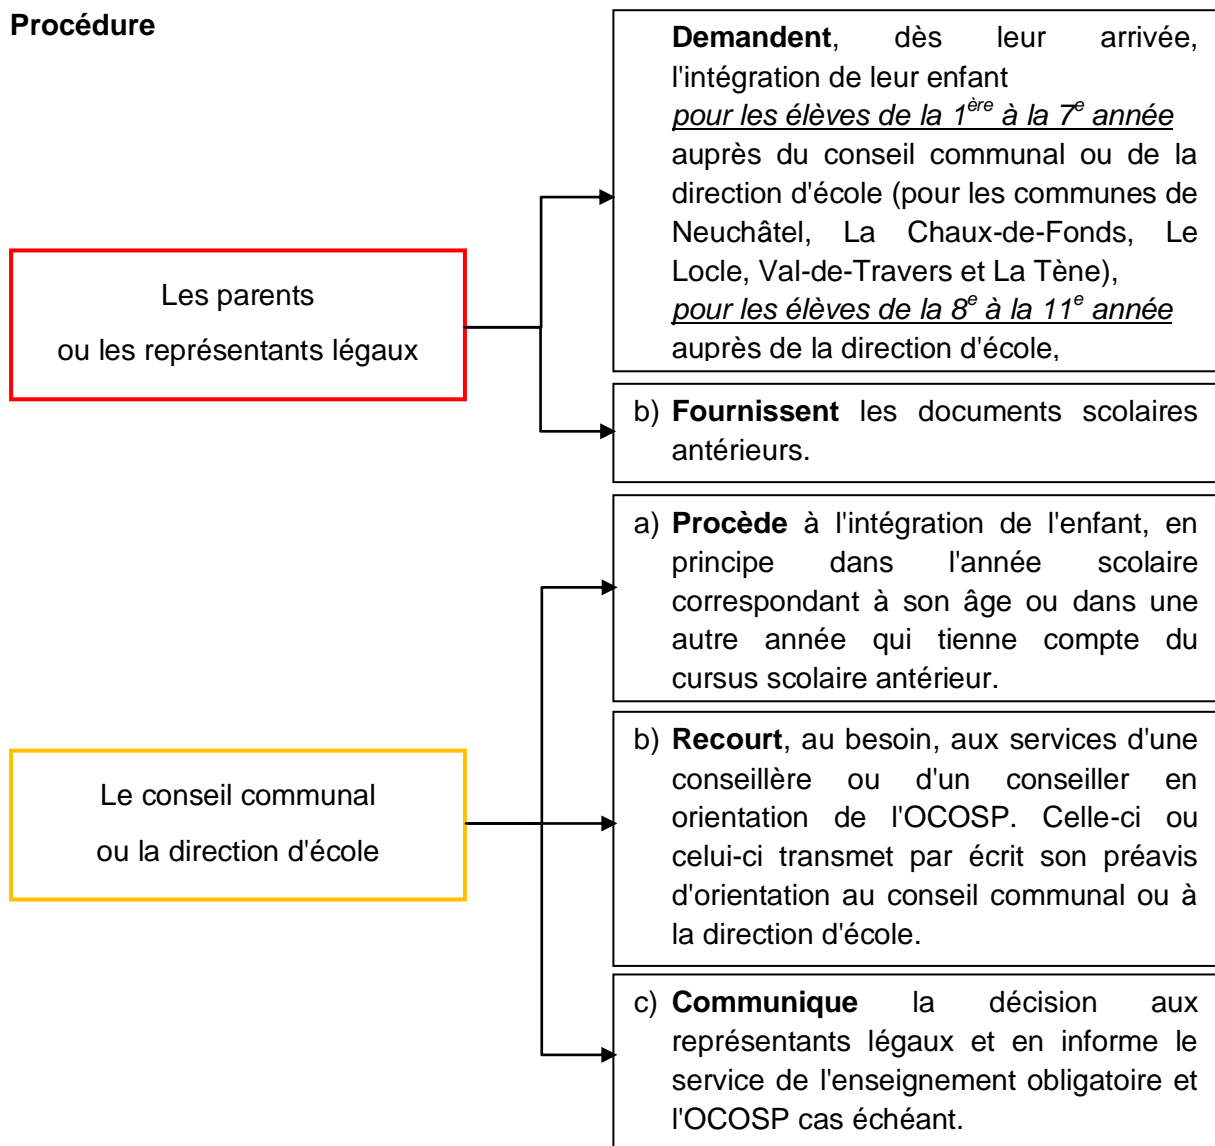 Procédure
Demandent, dès leur arrivée,
l'intégration de leur enfant
pour les élèves de la 1ère à la 7e année
auprès du conseil communal ou de la
direction d'école (pour les communes de
Neuchâtel, La Chaux-de-Fonds, Le
Locle, Val-de-Travers et La Tène),
pour les élèves de la 8e à la 11e année
auprès de la direction d'école,
Les parents
ou les représentants légaux
b) Fournissent les documents scolaires
antérieurs.
a) Procède à l'intégration de l'enfant, en
principe dans l'année scolaire
correspondant à son âge ou dans une
autre année qui tienne compte du
cursus scolaire antérieur.
Le conseil communal
ou la direction d'école
b) Recourt, au besoin, aux services d'une
conseillère ou d'un conseiller en
orientation de l'OCOSP. Celle-ci ou
celui-ci transmet par écrit son préavis
d'orientation au conseil communal ou à
la direction d'école.
c) Communique la décision aux
représentants légaux et en informe le
service de l'enseignement obligatoire et
l'OCOSP cas échéant.